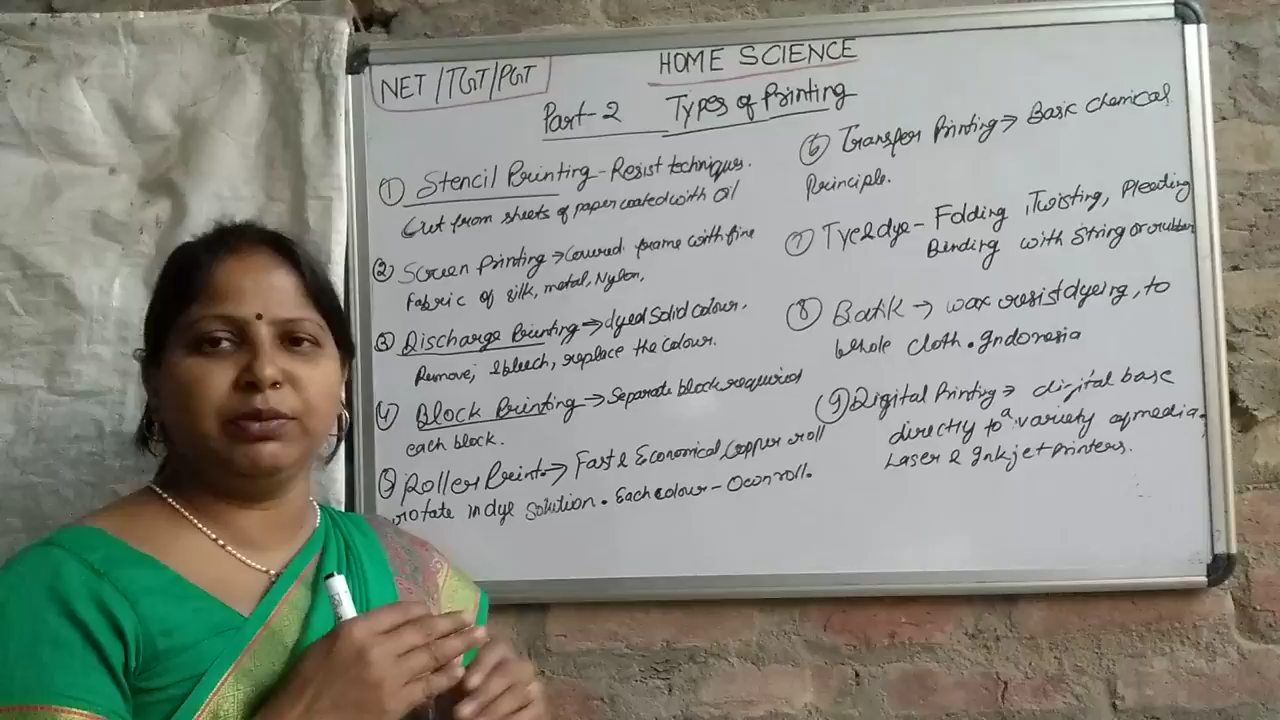 NET/TGT/PGT
HOME SCIENCE
Part-2 Types of Printing
① Stencil Printing - Resist techniques.
Cut from sheets of paper coated with oil
② Screen Printing → Covered frame with fine
Fabric of silk, metal, Nylon.
③ Discharge Printing → dyed solid colour.
Remove, bleech, replace the colour.
④ Block Printing → Separate block required
each block.
⑤ Roller Print. → Fast & Economical, Copper roll
rotate in dye solution. Each colour - on roll.
⑥ Transfer Printing → Basic Chemical
Principle.
⑦ Tye & dye - Folding, Twisting, Pleating
Binding with string or rubber
⑧ Batik → wax resist dyeing, to
whole cloth. Indonesia
⑨ Digital Printing → digital base
directly to a variety of media.
Laser & Inkjet printers.